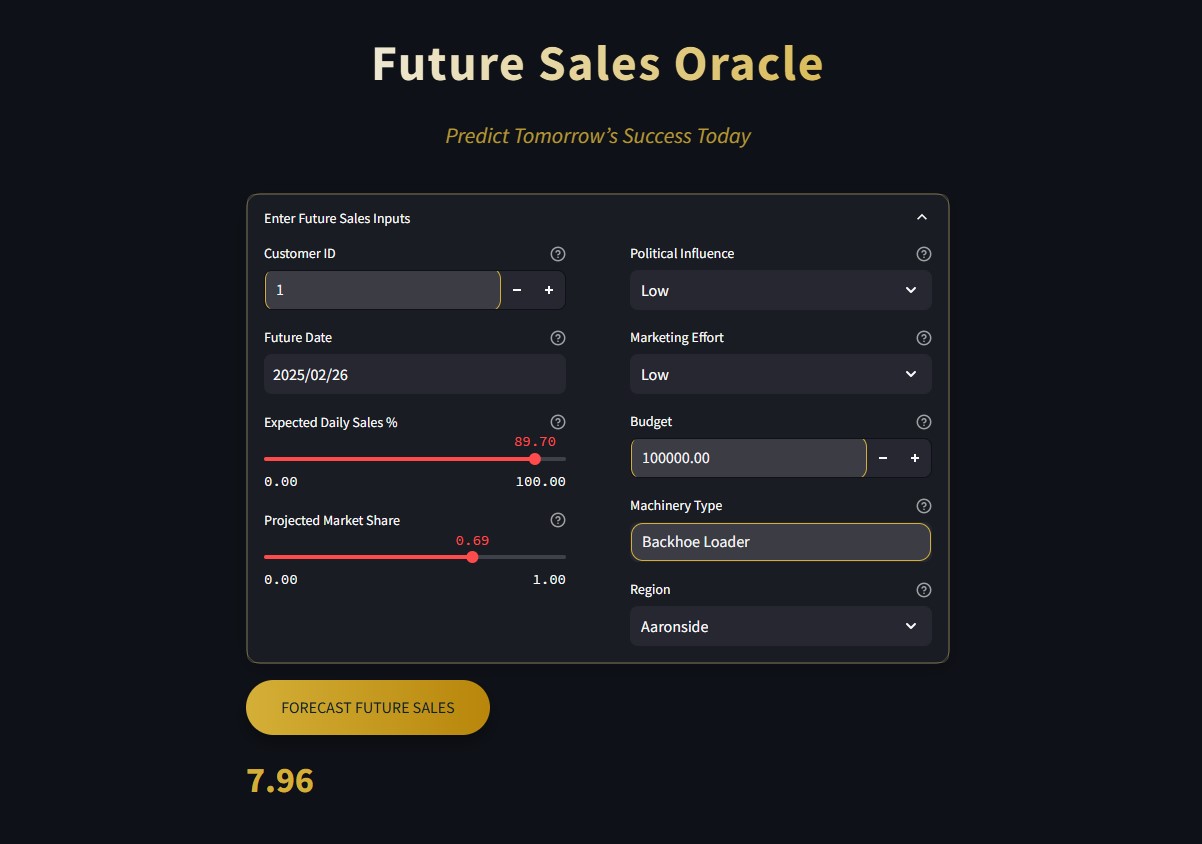 Future Sales Oracle
Predict Tomorrow’s Success Today
Enter Future Sales Inputs
Customer ID
1
Future Date
2025/02/26
Expected Daily Sales %
89.70
0.00 100.00
Projected Market Share
0.69
0.00 1.00
Political Influence
Low
Marketing Effort
Low
Budget
100000.00
Machinery Type
Backhoe Loader
Region
Aaronside
FORECAST FUTURE SALES
7.96